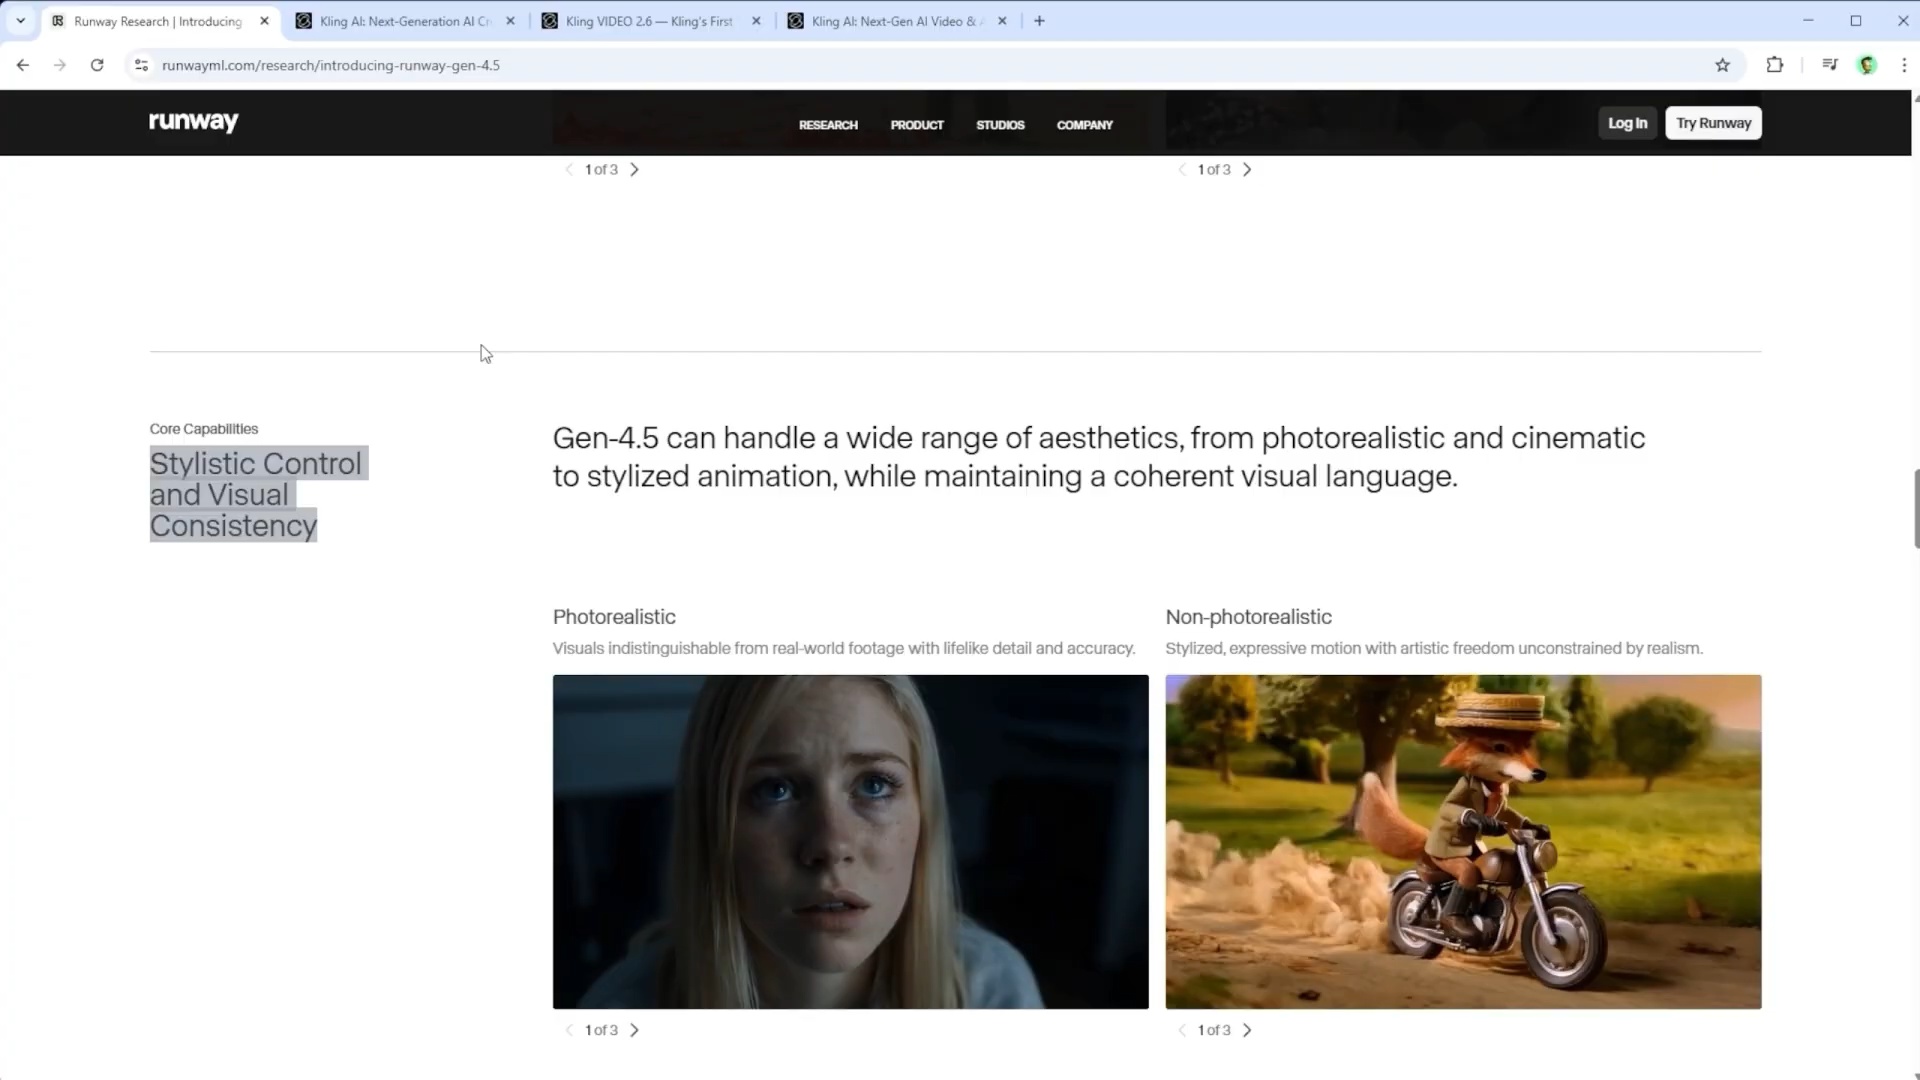 Runway Research | Introducing
Kling AI: Next-Generation AI Cr
Kling VIDEO 2.6 — Kling's First
Kling AI: Next-Gen AI Video &
runwayml.com/research/introducing-runway-gen-4.5
runway
RESEARCH
PRODUCT
STUDIOS
COMPANY
Log In
Try Runway
1 of 3
1 of 3
Core Capabilities
Stylistic Control
and Visual
Consistency
Gen-4.5 can handle a wide range of aesthetics, from photorealistic and cinematic
to stylized animation, while maintaining a coherent visual language.
Photorealistic
Visuals indistinguishable from real-world footage with lifelike detail and accuracy.
Non-photorealistic
Stylized, expressive motion with artistic freedom unconstrained by realism.
1 of 3
1 of 3